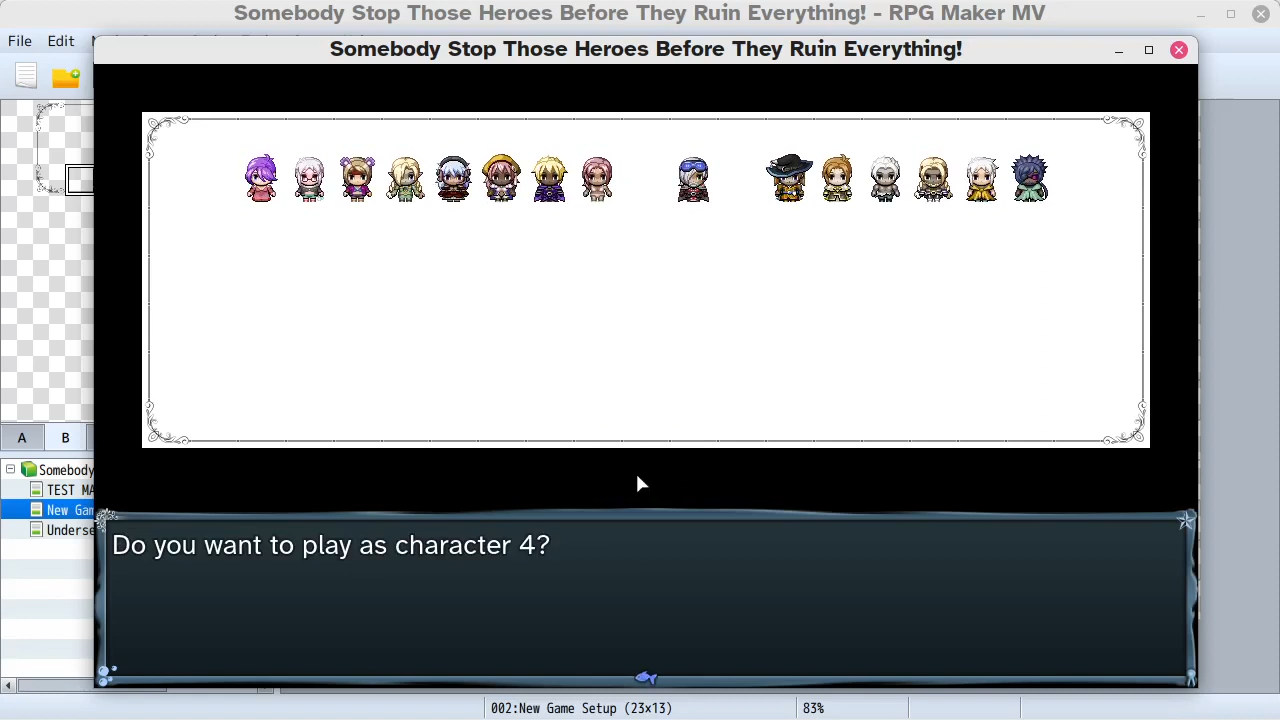 Somebody Stop Those Heroes Before They Ruin Everything! - RPG Maker MV
File Edit
Somebody Stop Those Heroes Before They Ruin Everything!
A B
Somebody
TEST MA
New Gam
Underse
Do you want to play as character 4?
002:New Game Setup (23×13) 83%